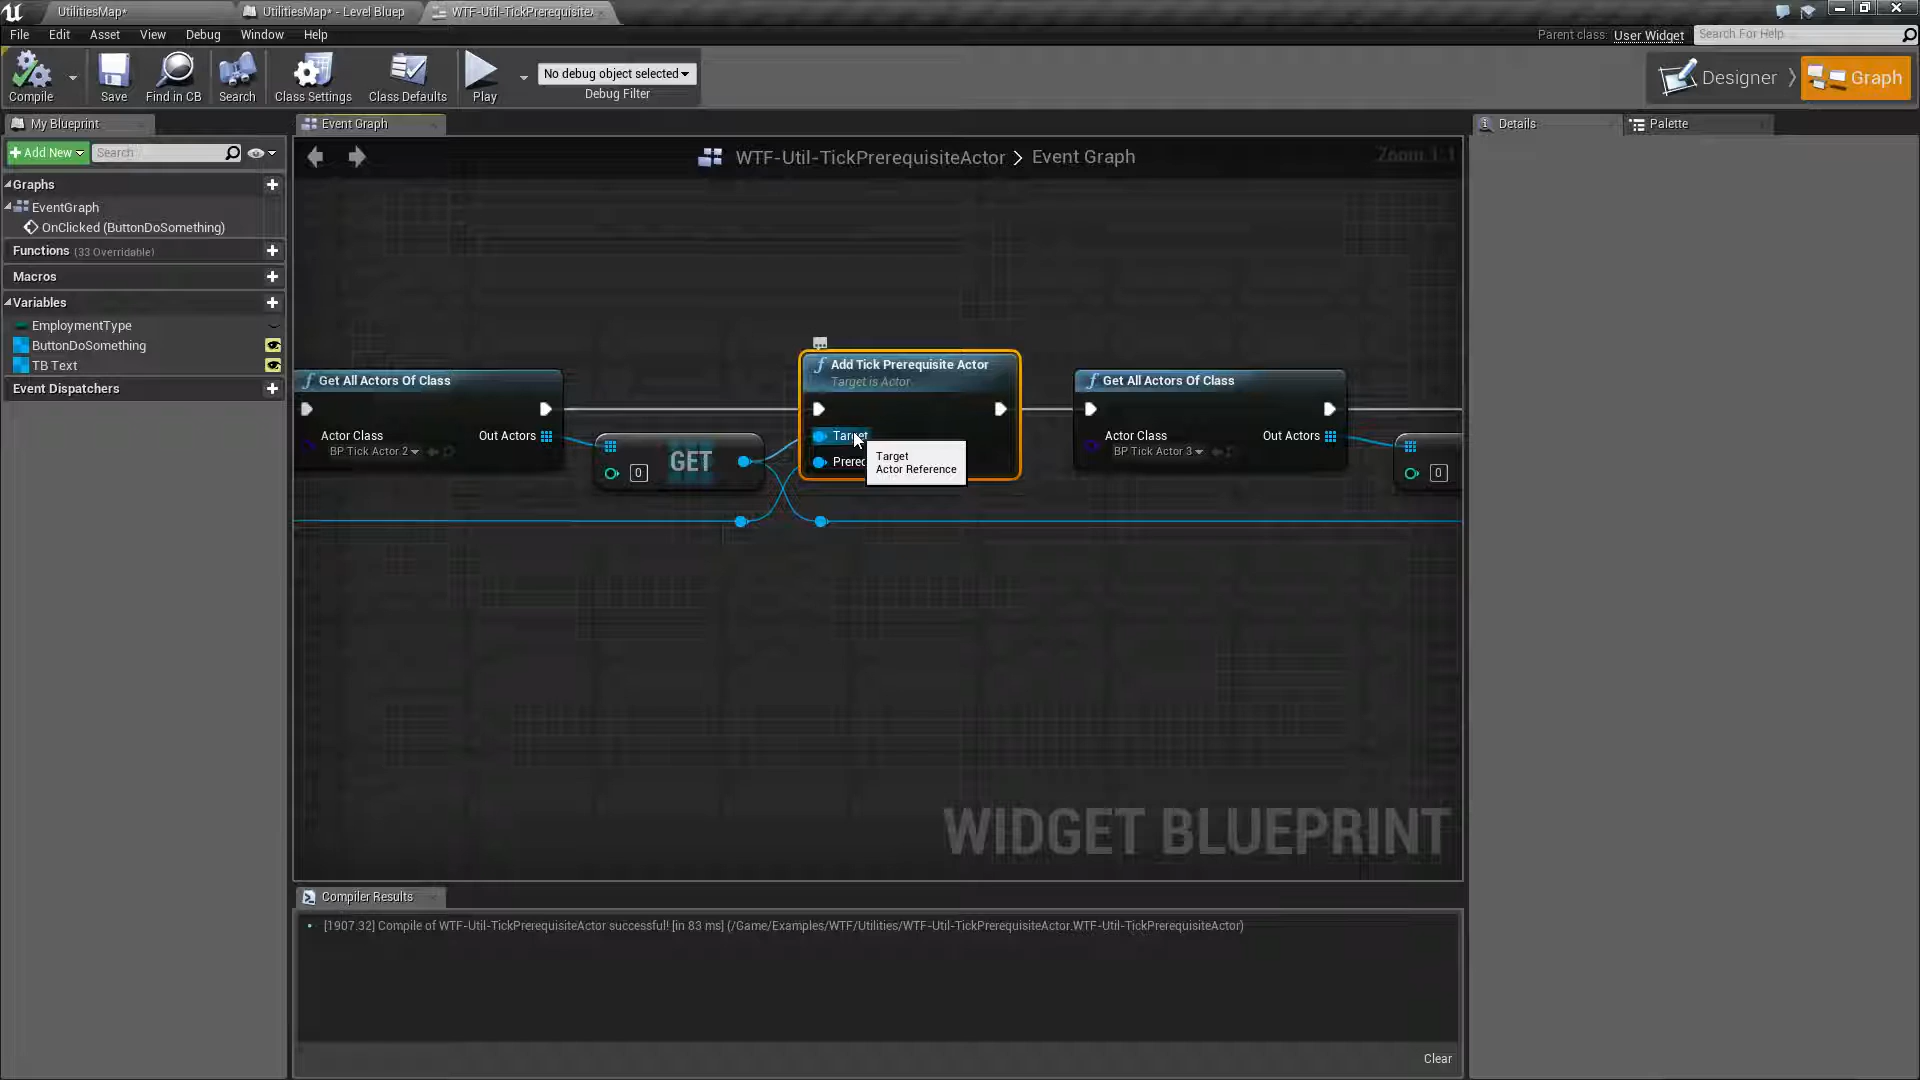 UtilitiesMap*
UtilitiesMap* - Level Bluep
WTF-Util-TickPrerequisite
File Edit Asset View Debug Window Help
Parent class: User Widget
Search For Help
Compile
Save
Find in CB
Search
Class Settings
Class Defaults
Play
No debug object selected
Debug Filter
Designer
Graph
My Blueprint
Event Graph
Details
Palette
Add New
Search
WTF-Util-TickPrerequisiteActor > Event Graph
Zoom 1:1
Graphs
EventGraph
OnClicked (ButtonDoSomething)
Functions (33 Overridable)
Macros
Variables
EmploymentType
ButtonDoSomething
TB Text
Event Dispatchers
Get All Actors Of Class
Actor Class
BP Tick Actor 2
Out Actors
0
GET
Add Tick Prerequisite Actor
Target is Actor
Target
Prereq
Target
Actor Reference
Get All Actors Of Class
Actor Class
BP Tick Actor 3
Out Actors
0
WIDGET BLUEPRINT
Compiler Results
[1907.32] Compile of WTF-Util-TickPrerequisiteActor successful! [in 83 ms] (/Game/Examples/WTF/Utilities/WTF-Util-TickPrerequisiteActor.WTF-Util-TickPrerequisiteActor)
Clear